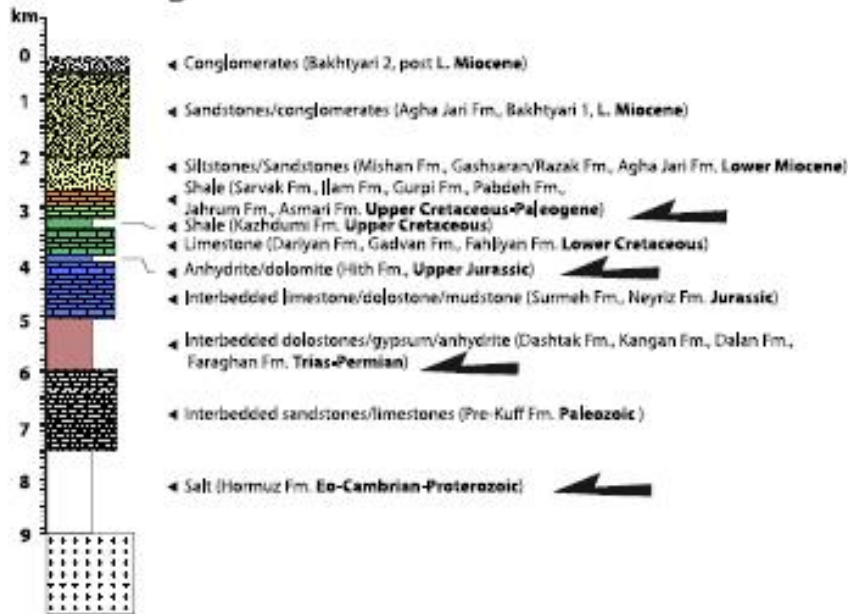 km
0
Conglomerates (Bakhtyari 2, post L. Miocene)
1
Sandstones/conglomerates (Agha Jari Fm., Bakhtyari 1, L. Miocene)
2
Siltstones/Sandstones (Mishan Fm., Gashsaran/Razak Fm., Agha Jari Fm. Lower Miocene)
Shale (Sarvak Fm., Ilam Fm., Gurpi Fm., Pabdeh Fm.,
3
Jahrum Fm., Asmari Fm. Upper Cretaceous-Paleogene)
Shale (Kazhdumi Fm. Upper Cretaceous)
Limestone (Dariyan Fm., Gadvan Fm., Fahliyan Fm. Lower Cretaceous)
4
Anhydrite/dolomite (Hith Fm., Upper Jurassic)
Interbedded limestone/dolostone/mudstone (Surmeh Fm., Neyriz Fm. Jurassic)
5
Interbedded dolostones/gypsum/anhydrite (Dashtak Fm., Kangan Fm., Dalan Fm.,
Faraghan Fm. Trias-Permian)
6
Interbedded sandstones/limestones (Pre-Kuff Fm. Paleozoic )
7
8
Salt (Hormuz Fm. Eo-Cambrian-Proterozoic)
9